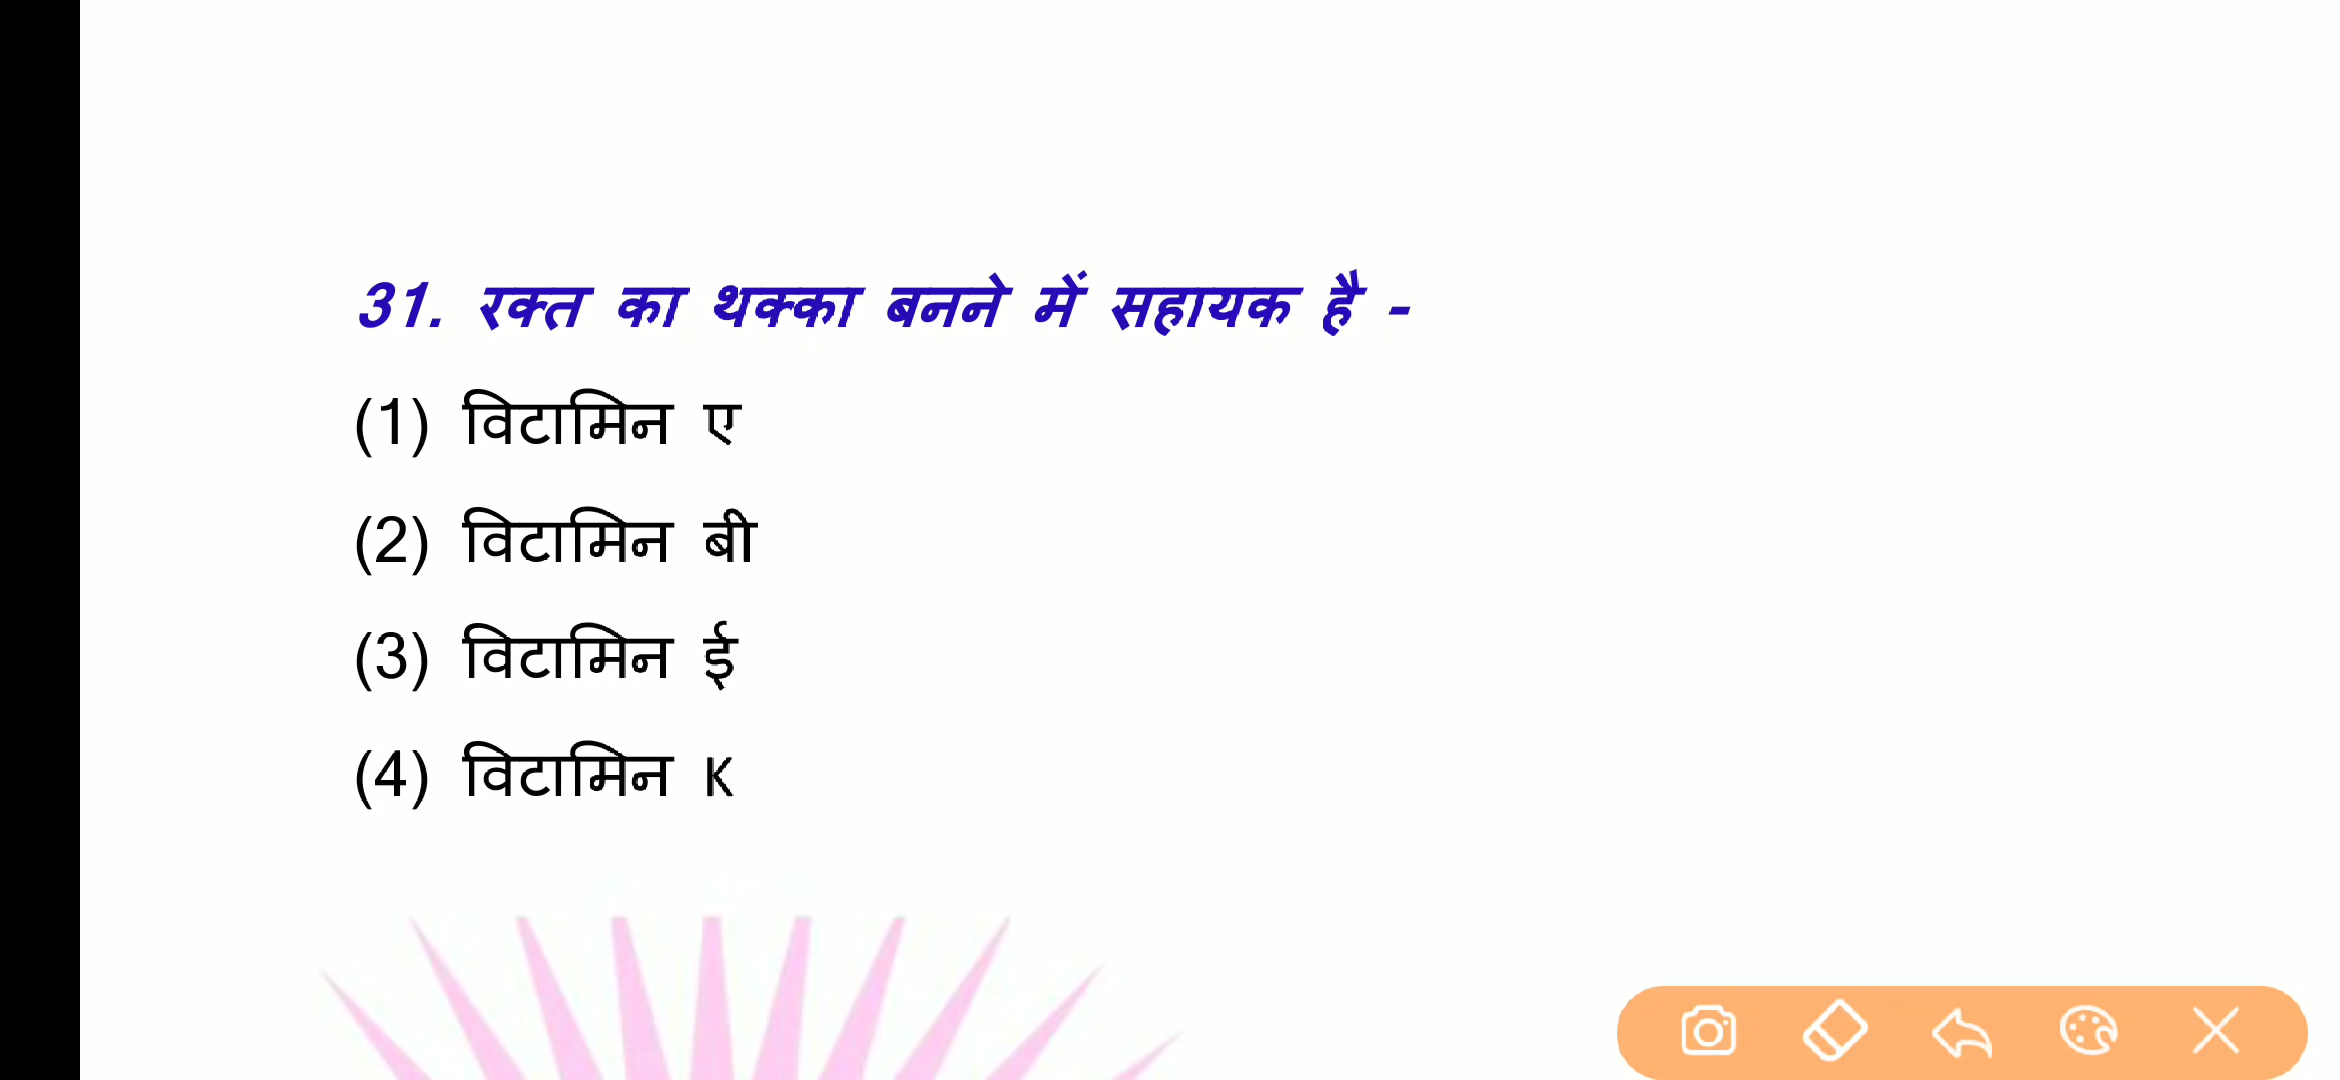 31. रक्त का थक्का बनने में सहायक है -
(1) विटामिन ए
(2) विटामिन बी
(3) विटामिन ई
(4) विटामिन K